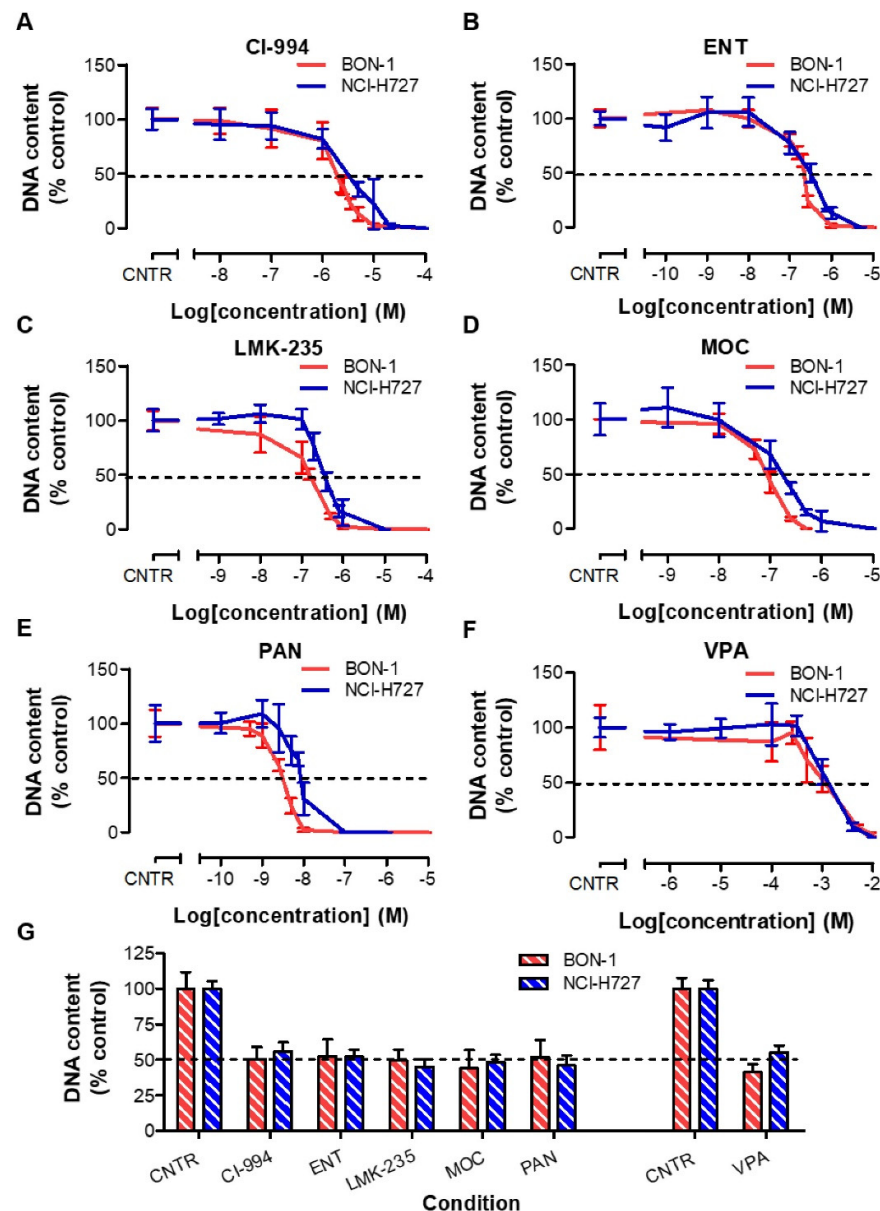 A
CI-994
BON-1
NCI-H727
DNA content
(% control)
150
100
50
0
CNTR
-8
-7
-6
-5
-4
Log[concentration] (M)
B
ENT
BON-1
NCI-H727
DNA content
(% control)
150
100
50
0
CNTR
-10
-9
-8
-7
-6
-5
Log[concentration] (M)
C
LMK-235
BON-1
NCI-H727
DNA content
(% control)
150
100
50
0
CNTR
-9
-8
-7
-6
-5
-4
Log[concentration] (M)
D
MOC
BON-1
NCI-H727
DNA content
(% control)
150
100
50
0
CNTR
-9
-8
-7
-6
-5
Log[concentration] (M)
E
PAN
BON-1
NCI-H727
DNA content
(% control)
150
100
50
0
CNTR
-10
-9
-8
-7
-6
-5
Log[concentration] (M)
F
VPA
BON-1
NCI-H727
DNA content
(% control)
150
100
50
0
CNTR
-6
-5
-4
-3
-2
Log[concentration] (M)
G
BON-1
NCI-H727
DNA content
(% control)
125
100
75
50
25
0
CNTR
CI-994
ENT
LMK-235
MOC
PAN
CNTR
VPA
Condition